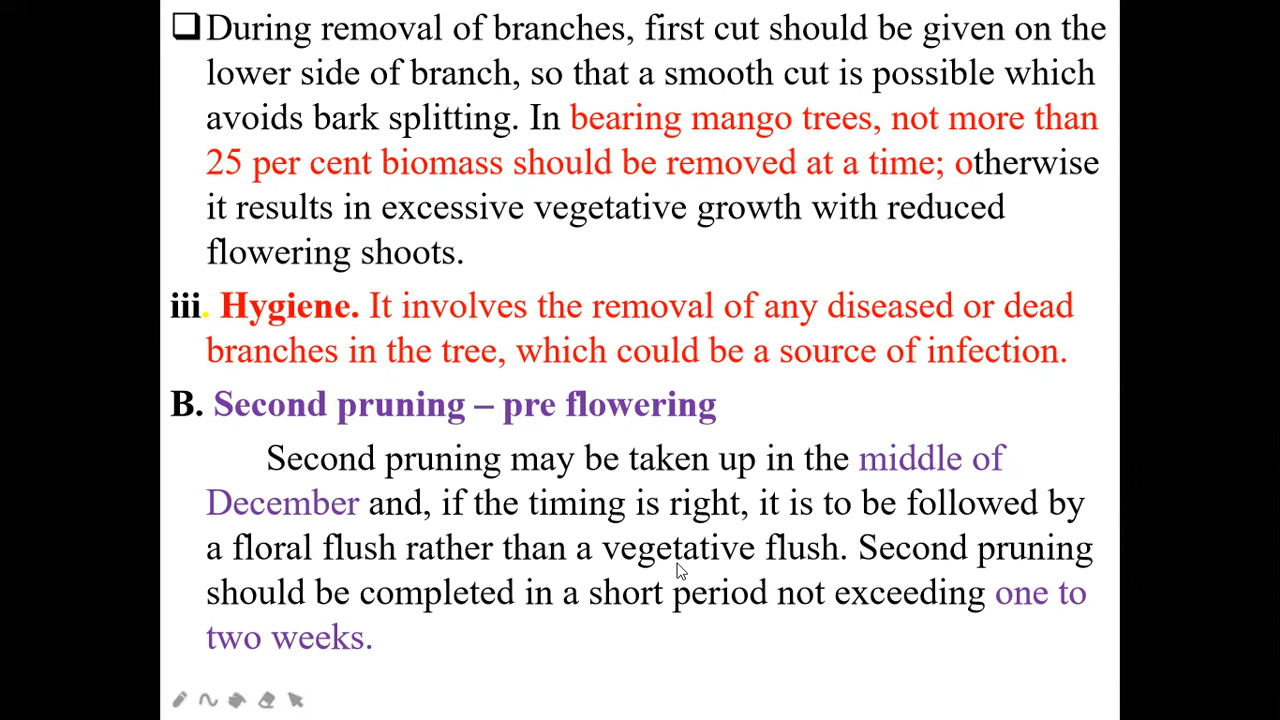 During removal of branches, first cut should be given on the
lower side of branch, so that a smooth cut is possible which
avoids bark splitting. In bearing mango trees, not more than
25 per cent biomass should be removed at a time; otherwise
it results in excessive vegetative growth with reduced
flowering shoots.
iii. Hygiene. It involves the removal of any diseased or dead
branches in the tree, which could be a source of infection.
B. Second pruning – pre flowering
Second pruning may be taken up in the middle of
December and, if the timing is right, it is to be followed by
a floral flush rather than a vegetative flush. Second pruning
should be completed in a short period not exceeding one to
two weeks.